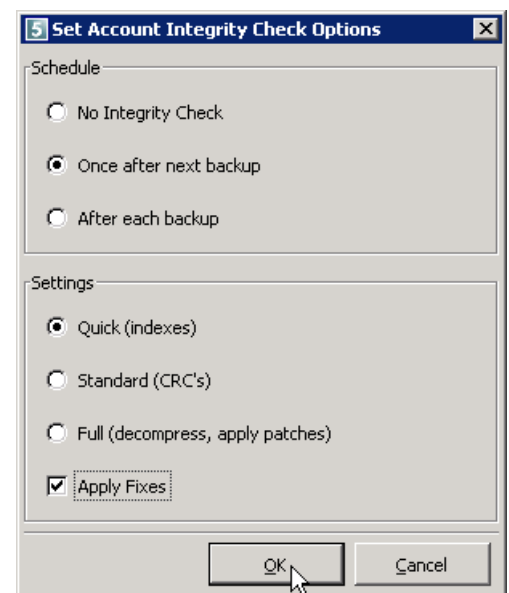 5 Set Account Integrity Check Options
Schedule
No Integrity Check
Once after next backup
After each backup
Settings
Quick (indexes)
Standard (CRC's)
Full (decompress, apply patches)
Apply Fixes
OK
Cancel